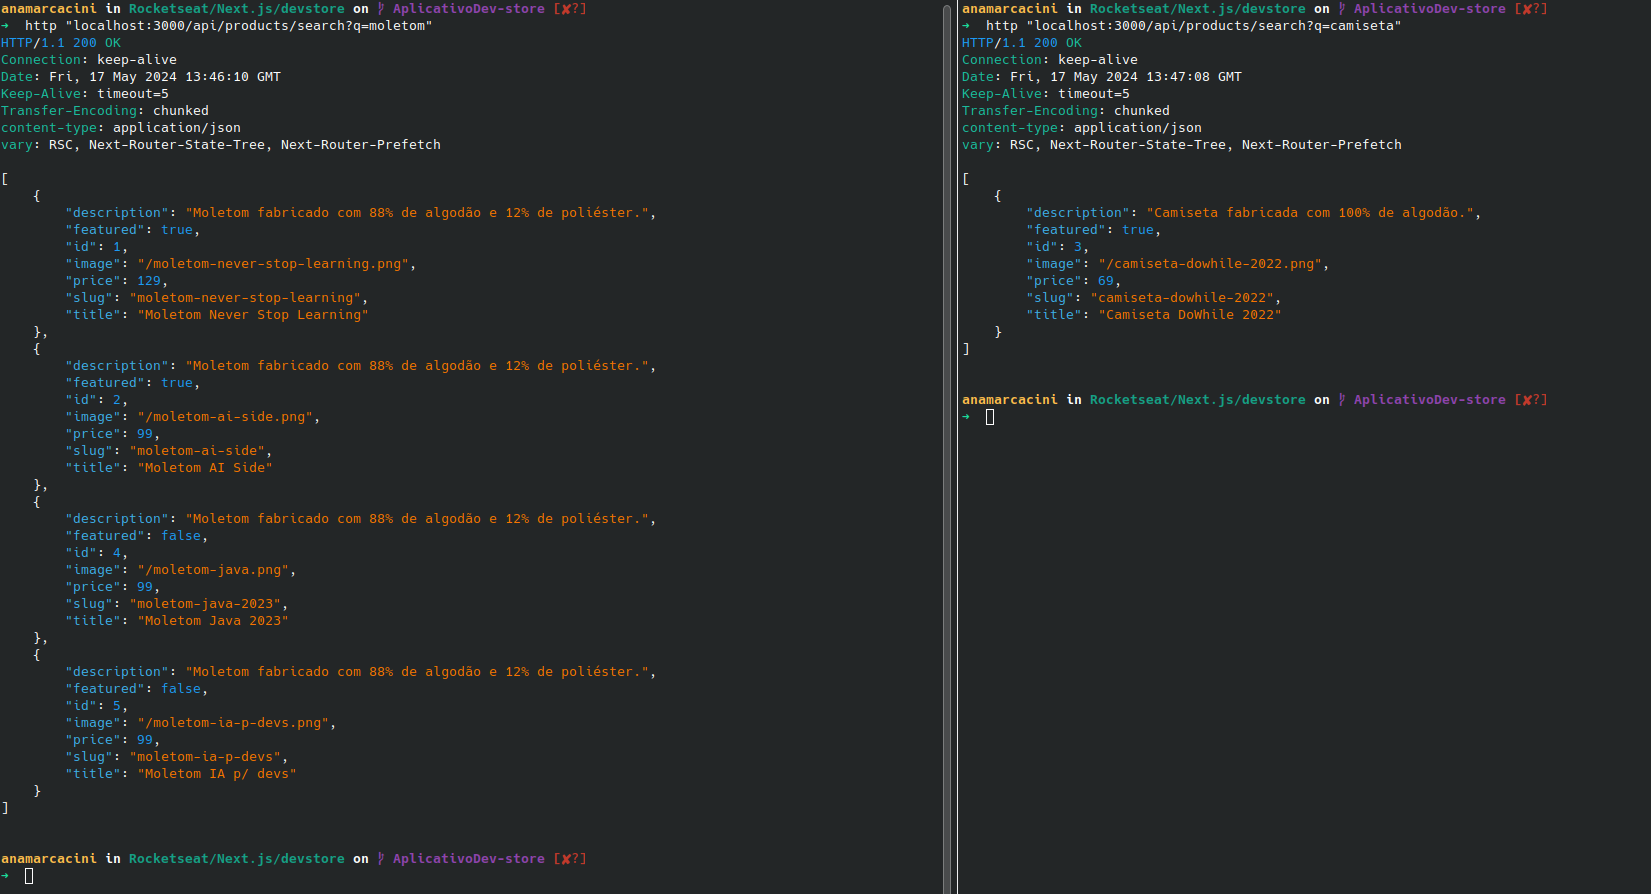 anamarcacini in Rocketseat/Next.js/devstore on ᚹ AplicativoDev-store [✘?]
➜  http "localhost:3000/api/products/search?q=moletom"
HTTP/1.1 200 OK
Connection: keep-alive
Date: Fri, 17 May 2024 13:46:10 GMT
Keep-Alive: timeout=5
Transfer-Encoding: chunked
content-type: application/json
vary: RSC, Next-Router-State-Tree, Next-Router-Prefetch
[
    {
        "description": "Moletom fabricado com 88% de algodão e 12% de poliéster.",
        "featured": true,
        "id": 1,
        "image": "/moletom-never-stop-learning.png",
        "price": 129,
        "slug": "moletom-never-stop-learning",
        "title": "Moletom Never Stop Learning"
    },
    {
        "description": "Moletom fabricado com 88% de algodão e 12% de poliéster.",
        "featured": true,
        "id": 2,
        "image": "/moletom-ai-side.png",
        "price": 99,
        "slug": "moletom-ai-side",
        "title": "Moletom AI Side"
    },
    {
        "description": "Moletom fabricado com 88% de algodão e 12% de poliéster.",
        "featured": false,
        "id": 4,
        "image": "/moletom-java.png",
        "price": 99,
        "slug": "moletom-java-2023",
        "title": "Moletom Java 2023"
    },
    {
        "description": "Moletom fabricado com 88% de algodão e 12% de poliéster.",
        "featured": false,
        "id": 5,
        "image": "/moletom-ia-p-devs.png",
        "price": 99,
        "slug": "moletom-ia-p-devs",
        "title": "Moletom IA p/ devs"
    }
]
anamarcacini in Rocketseat/Next.js/devstore on ᚹ AplicativoDev-store [✘?]
➜
anamarcacini in Rocketseat/Next.js/devstore on ᚹ AplicativoDev-store [✘?]
➜  http "localhost:3000/api/products/search?q=camiseta"
HTTP/1.1 200 OK
Connection: keep-alive
Date: Fri, 17 May 2024 13:47:08 GMT
Keep-Alive: timeout=5
Transfer-Encoding: chunked
content-type: application/json
vary: RSC, Next-Router-State-Tree, Next-Router-Prefetch
[
    {
        "description": "Camiseta fabricada com 100% de algodão.",
        "featured": true,
        "id": 3,
        "image": "/camiseta-dowhile-2022.png",
        "price": 69,
        "slug": "camiseta-dowhile-2022",
        "title": "Camiseta DoWhile 2022"
    }
]
anamarcacini in Rocketseat/Next.js/devstore on ᚹ AplicativoDev-store [✘?]
➜